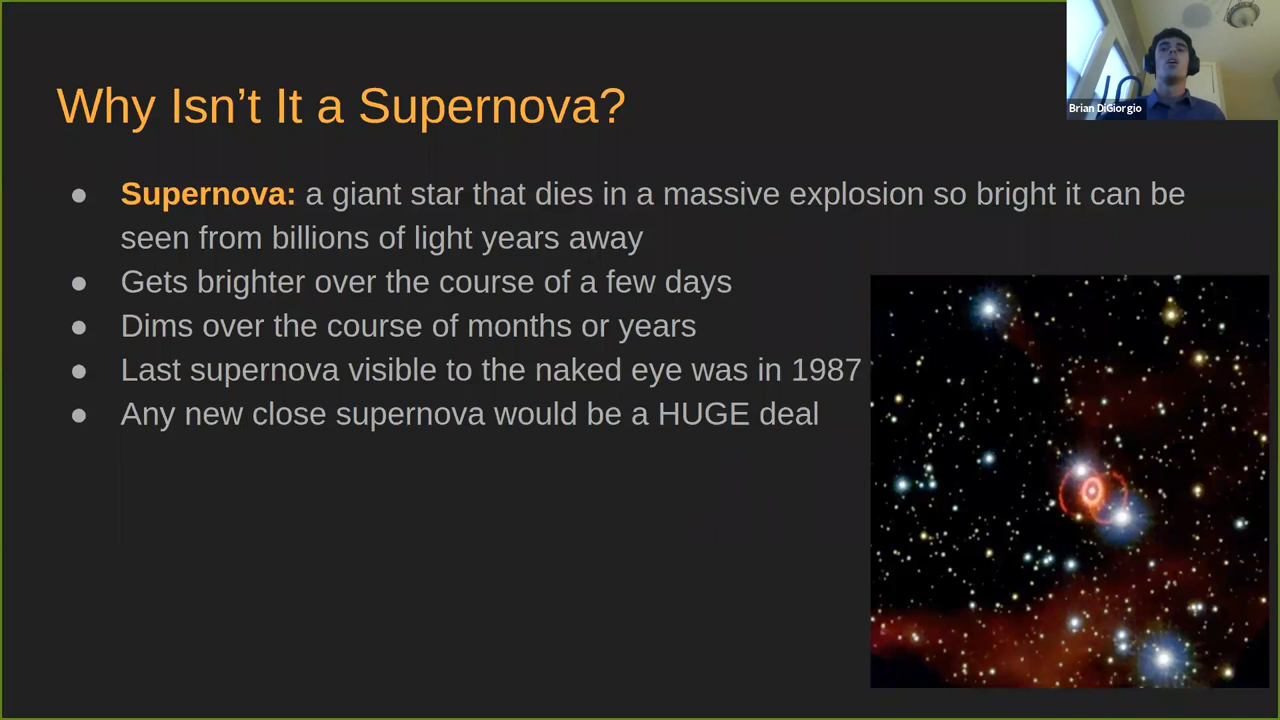 Why Isn't It a Supernova?
● Supernova: a giant star that dies in a massive explosion so bright it can be
seen from billions of light years away
● Gets brighter over the course of a few days
● Dims over the course of months or years
● Last supernova visible to the naked eye was in 1987
● Any new close supernova would be a HUGE deal
Brian DiGiorgio